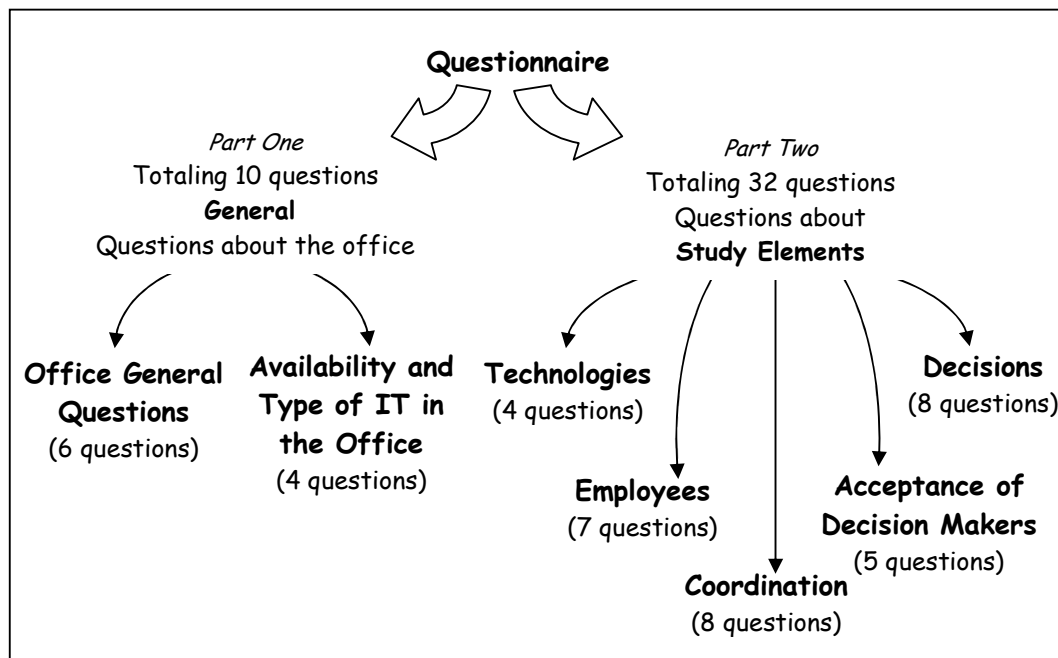 Questionnaire
Part One
Totaling 10 questions
General
Questions about the office
Office General
Questions
(6 questions)
Availability and
Type of IT in
the Office
(4 questions)
Part Two
Totaling 32 questions
Questions about
Study Elements
Technologies
(4 questions)
Employees
(7 questions)
Coordination
(8 questions)
Acceptance of
Decision Makers
(5 questions)
Decisions
(8 questions)